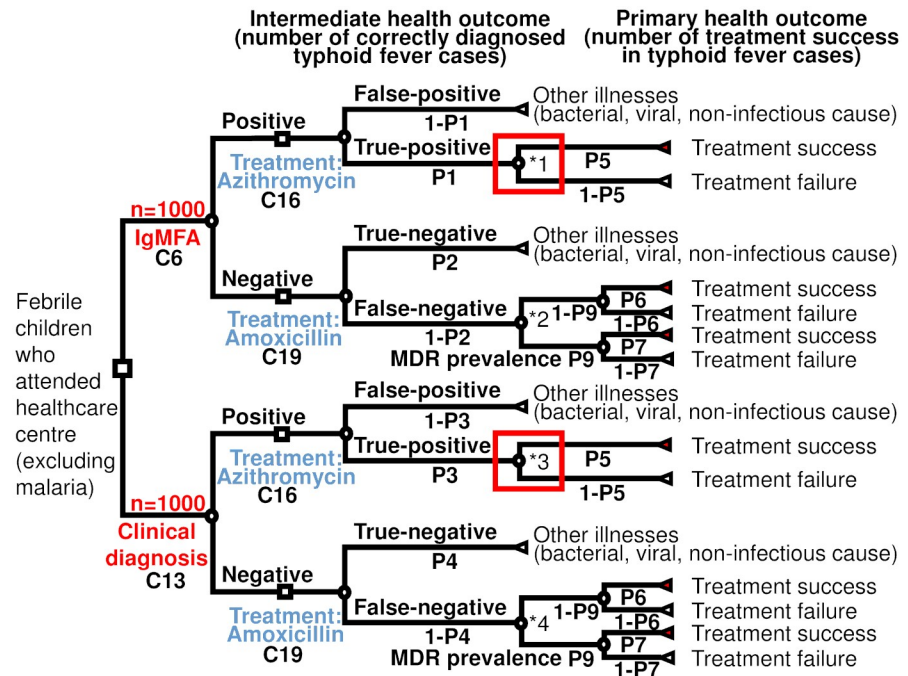 Intermediate health outcome
(number of correctly diagnosed
typhoid fever cases)
Primary health outcome
(number of treatment success
in typhoid fever cases)
False-positive
1-P1
Other illnesses
(bacterial, viral, non-infectious cause)
Positive
Treatment:
Azithromycin
C16
True-positive
P1
*1
P5
Treatment success
1-P5
Treatment failure
n=1000
IgMFA
C6
True-negative
P2
Other illnesses
(bacterial, viral, non-infectious cause)
Negative
Treatment:
Amoxicillin
C19
False-negative
1-P2
*2
1-P9
MDR prevalence P9
P6
Treatment success
1-P6
Treatment failure
P7
Treatment success
1-P7
Treatment failure
Febrile
children
who
attended
healthcare
centre
(excluding
malaria)
False-positive
1-P3
Other illnesses
(bacterial, viral, non-infectious cause)
Positive
Treatment:
Azithromycin
C16
True-positive
P3
*3
P5
Treatment success
1-P5
Treatment failure
n=1000
Clinical
diagnosis
C13
True-negative
P4
Other illnesses
(bacterial, viral, non-infectious cause)
Negative
Treatment:
Amoxicillin
C19
False-negative
1-P4
*4
1-P9
MDR prevalence P9
P6
Treatment success
1-P6
Treatment failure
P7
Treatment success
1-P7
Treatment failure